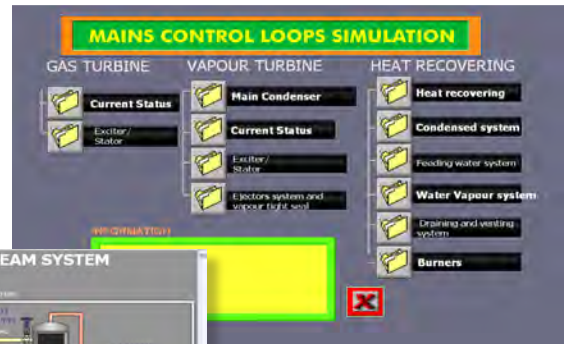 MAINS CONTROL LOOPS SIMULATION
GAS TURBINE
VAPOUR TURBINE
HEAT RECOVERING
Current Status
Exciter/
Stator
Main Condenser
Current Status
Exciter/
Stator
Ejectors system and
vapour tight seal
Heat recovering
Condensed system
Feeding water system
Water Vapour system
Draining and venting
system
Burners
INFORMATION
EAM SYSTEM